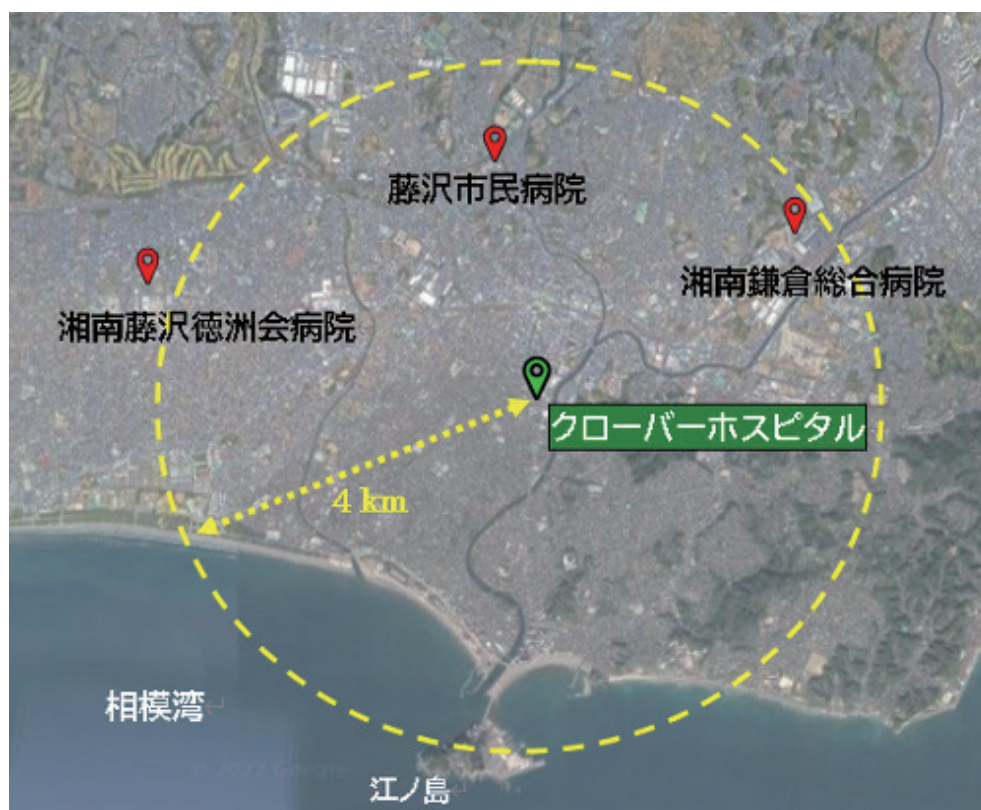 藤沢市民病院
湘南鎌倉総合病院
湘南藤沢徳洲会病院
クローバーホスピタル
4 km
相模湾
© 2022 Google
江ノ島